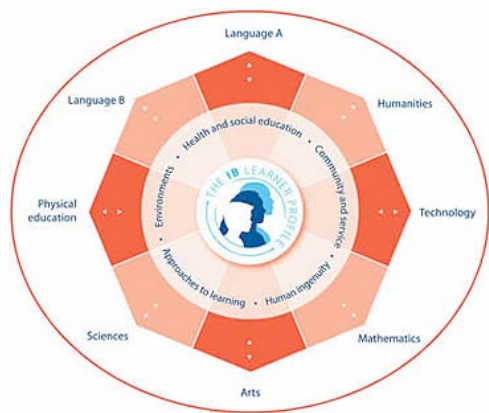 Language A
Humanities
Technology
Mathematics
Arts
Sciences
Physical
education
Language B
Health and social education
Community and service
Human ingenuity
Approaches to learning
Environments
THE IB LEARNER PROFILE